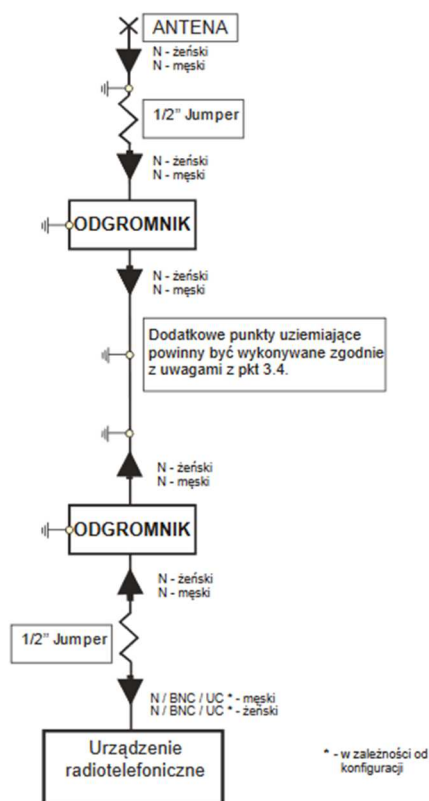 ANTENA
N - żeński
N - męski
1/2" Jumper
N - żeński
N - męski
ODGROMNIK
N - żeński
N - męski
Dodatkowe punkty uziemiające
powinny być wykonywane zgodnie
z uwagami z pkt 3.4.
N - żeński
N - męski
ODGROMNIK
N - żeński
N - męski
1/2" Jumper
N / BNC / UC * - męski
N / BNC / UC * - żeński
Urządzenie
radiotelefoniczne
* - w zależności od
konfiguracji